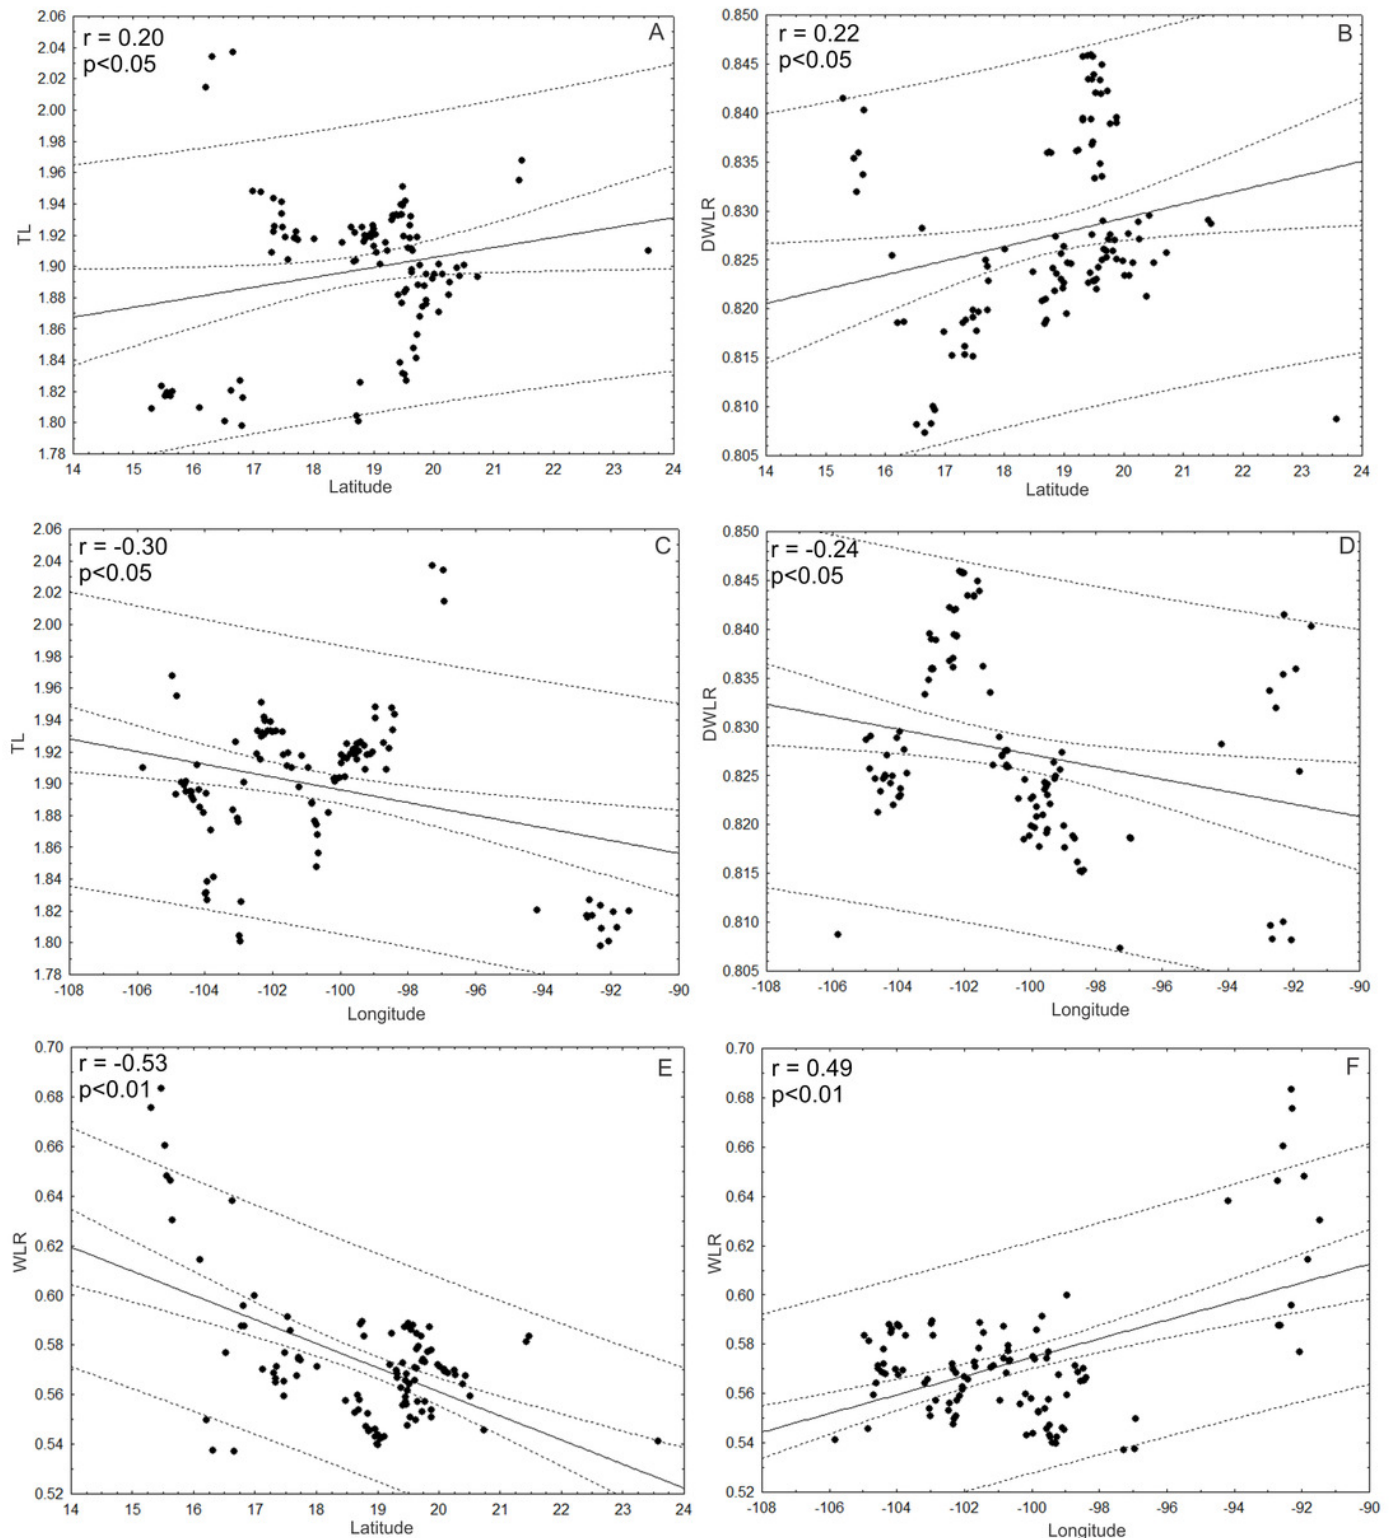 A
r = 0.20
p<0.05
TL
2.06
2.04
2.02
2.00
1.98
1.96
1.94
1.92
1.90
1.88
1.86
1.84
1.82
1.80
1.78
14 15 16 17 18 19 20 21 22 23 24
Latitude
B
r = 0.22
p<0.05
DWLR
0.850
0.845
0.840
0.835
0.830
0.825
0.820
0.815
0.810
0.805
14 15 16 17 18 19 20 21 22 23 24
Latitude
C
r = -0.30
p<0.05
TL
2.06
2.04
2.02
2.00
1.98
1.96
1.94
1.92
1.90
1.88
1.86
1.84
1.82
1.80
1.78
-108 -106 -104 -102 -100 -98 -96 -94 -92 -90
Longitude
D
r = -0.24
p<0.05
DWLR
0.850
0.845
0.840
0.835
0.830
0.825
0.820
0.815
0.810
0.805
-108 -106 -104 -102 -100 -98 -96 -94 -92 -90
Longitude
E
r = -0.53
p<0.01
WLR
0.70
0.68
0.66
0.64
0.62
0.60
0.58
0.56
0.54
0.52
14 15 16 17 18 19 20 21 22 23 24
Latitude
F
r = 0.49
p<0.01
WLR
0.70
0.68
0.66
0.64
0.62
0.60
0.58
0.56
0.54
0.52
-108 -106 -104 -102 -100 -98 -96 -94 -92 -90
Longitude